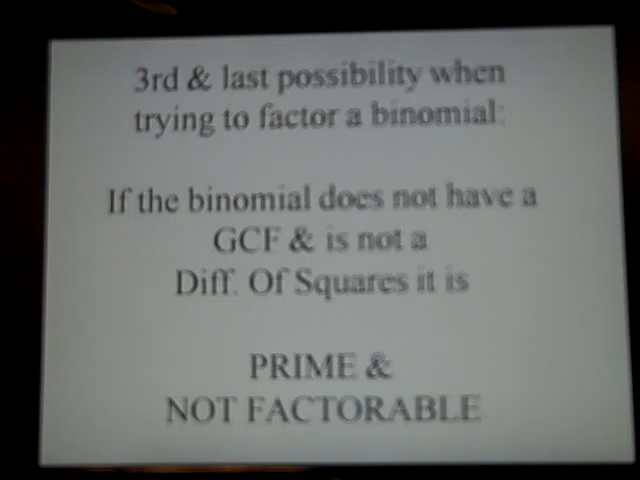 3rd & last possibility when
trying to factor a binomial:
If the binomial does not have a
GCF & is not a
Diff. Of Squares it is
PRIME &
NOT FACTORABLE